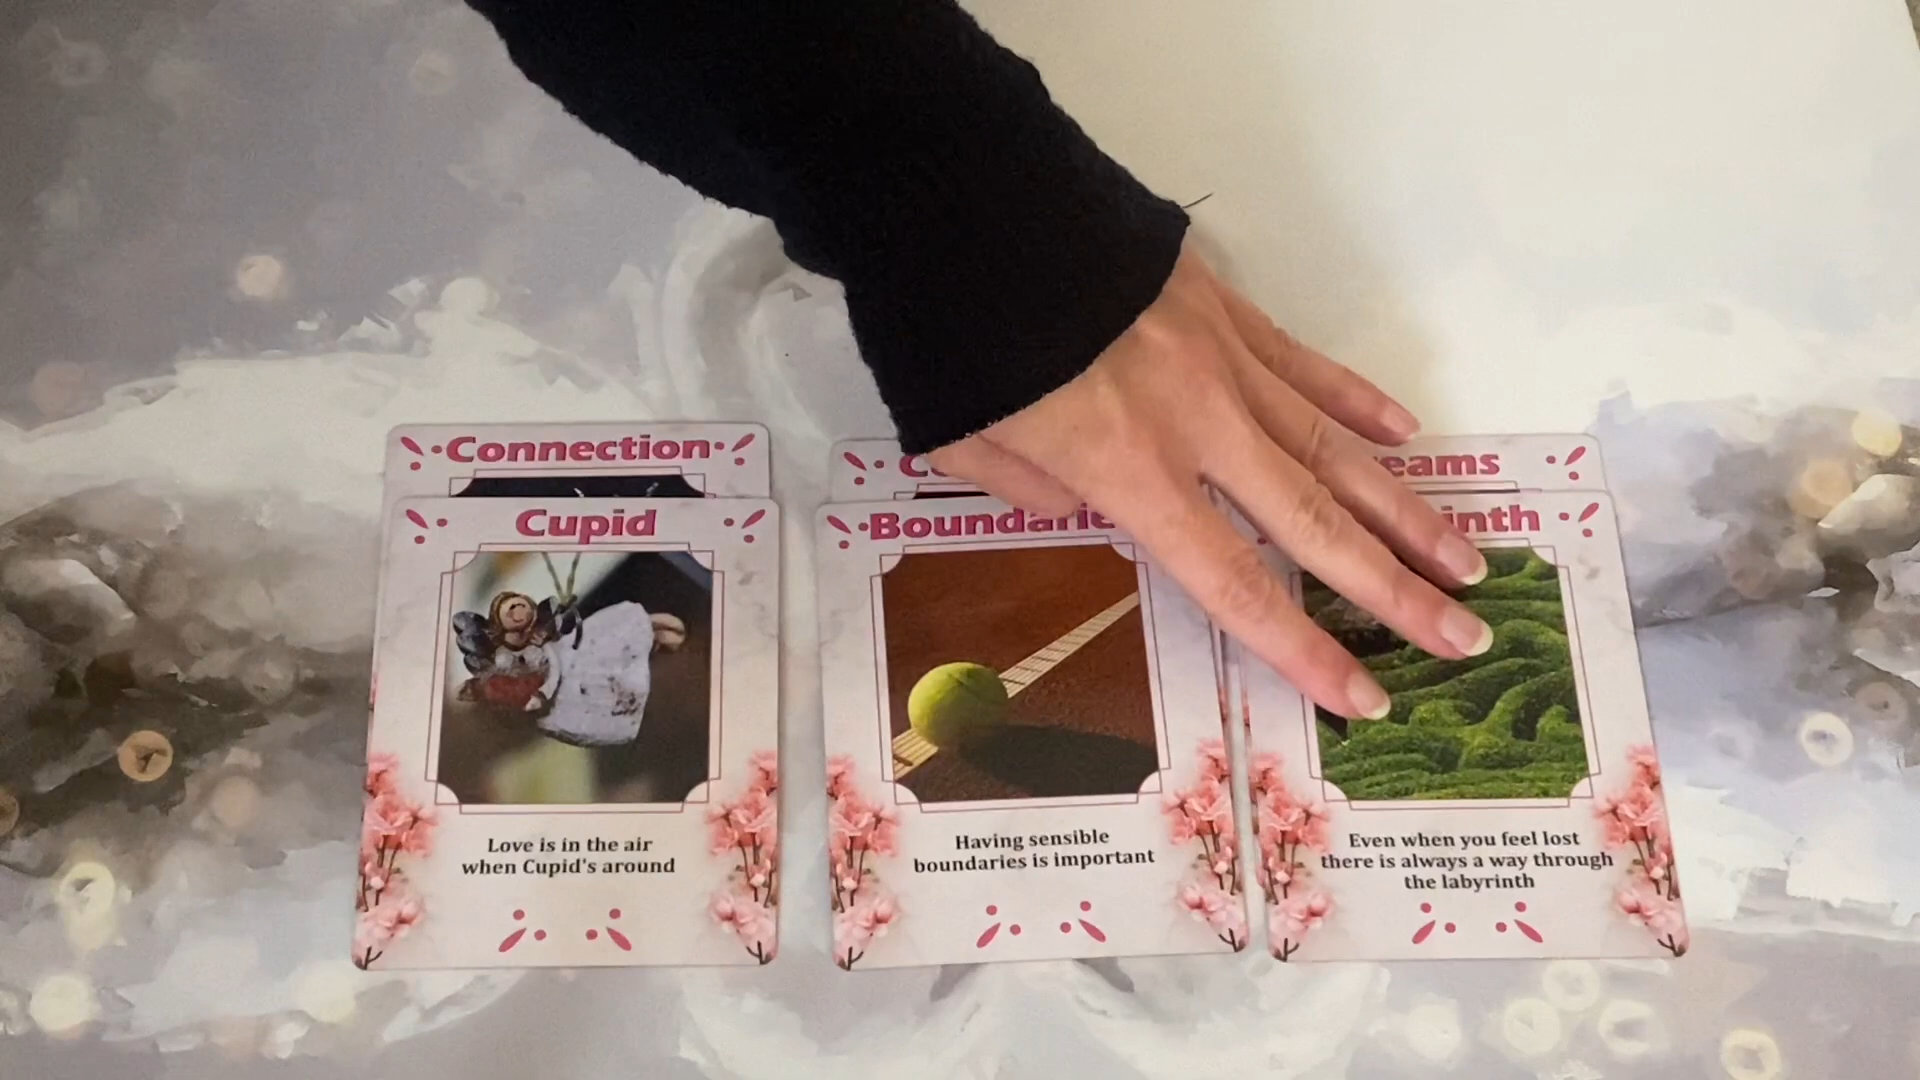 Connection
Cupid
Love is in the air
when Cupid's around
Having sensible
boundaries is important
Even when you feel lost
there is always a way through
the labyrinth